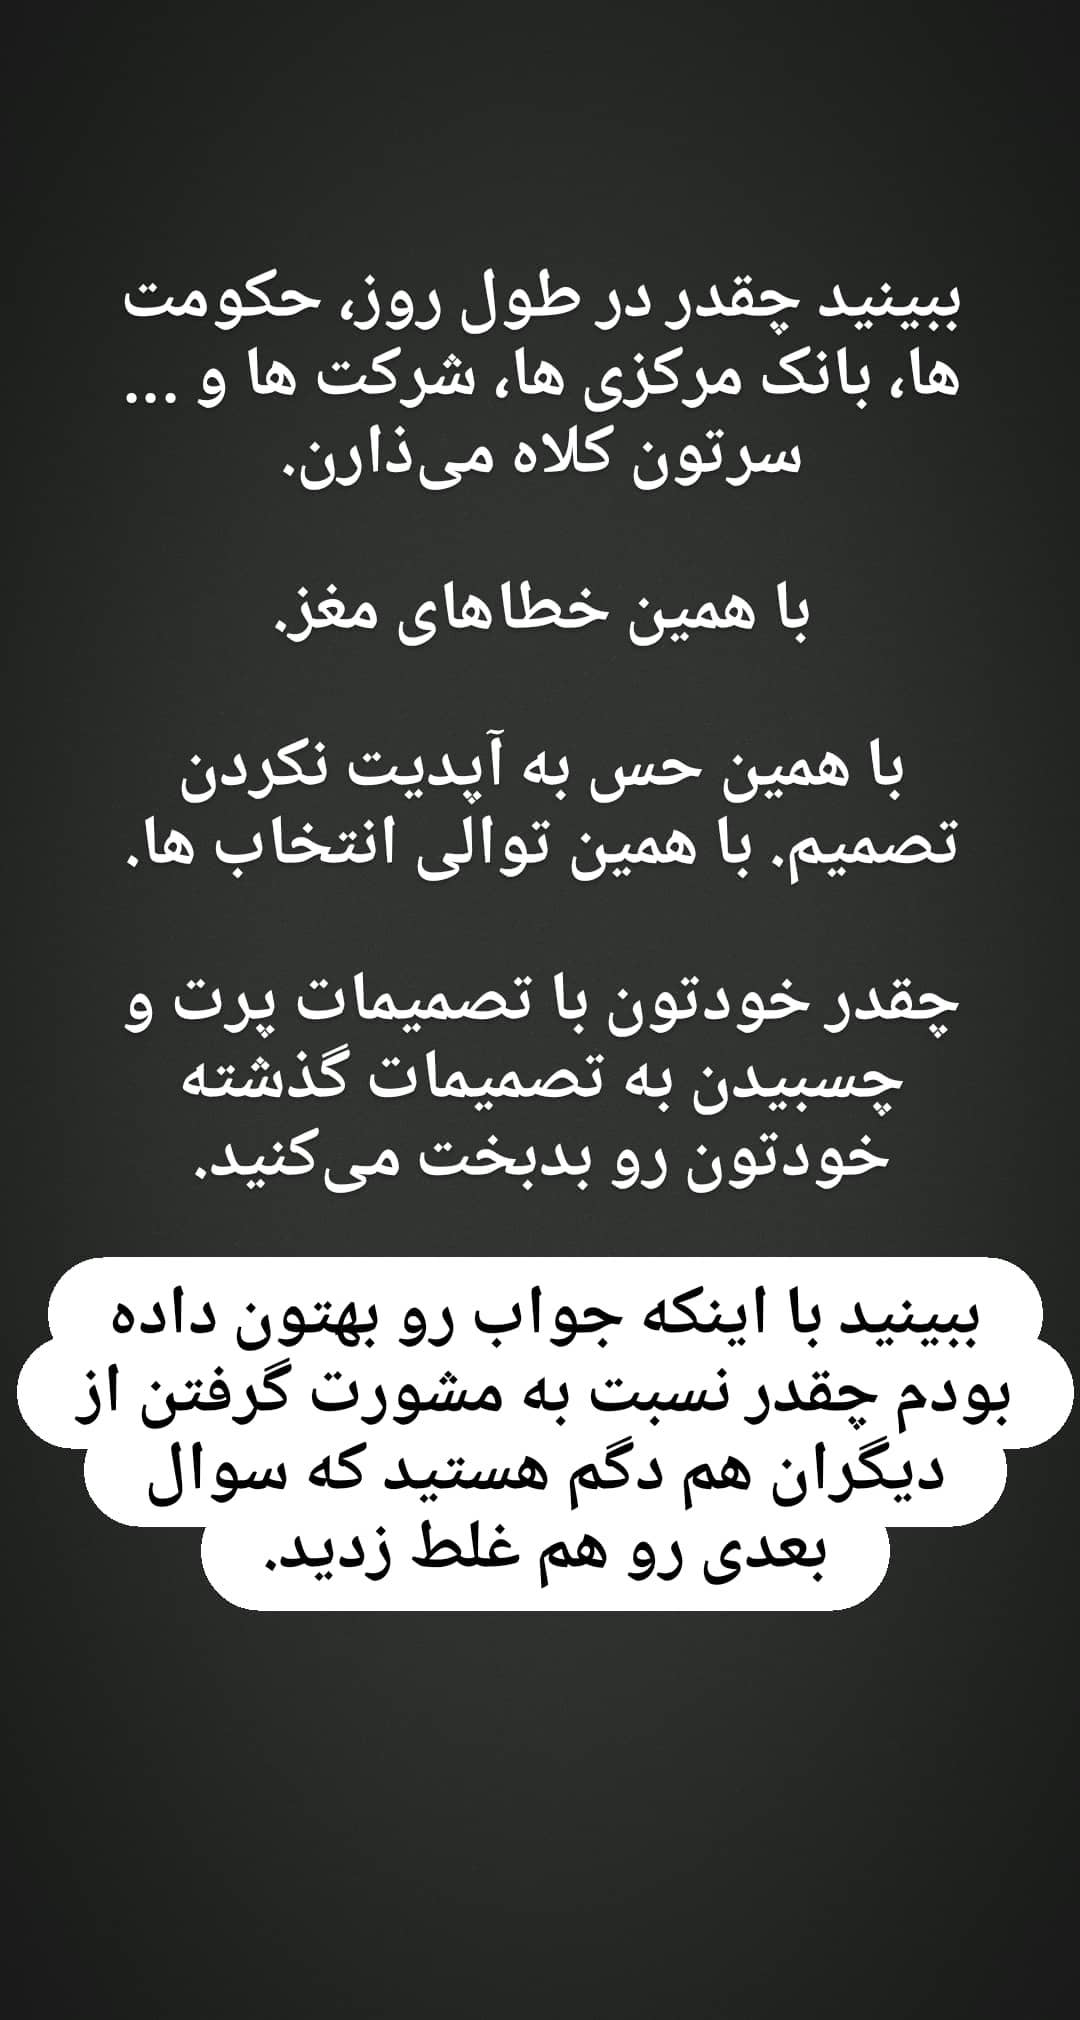 ببینید چقدر در طول روز، حکومت
ها، بانک مرکزی ها، شرکت ها و ...
سرتون کلاه می‌ذارن.
با همین خطاهای مغز.
با همین حس به آپدیت نکردن
تصمیم. با همین توالی انتخاب ها.
چقدر خودتون با تصمیمات پرت و
چسبیدن به تصمیمات گذشته
خودتون رو بدبخت می‌کنید.
ببینید با اینکه جواب رو بهتون داده
بودم چقدر نسبت به مشورت گرفتن از
دیگران هم دگم هستید که سوال
بعدی رو هم غلط زدید.